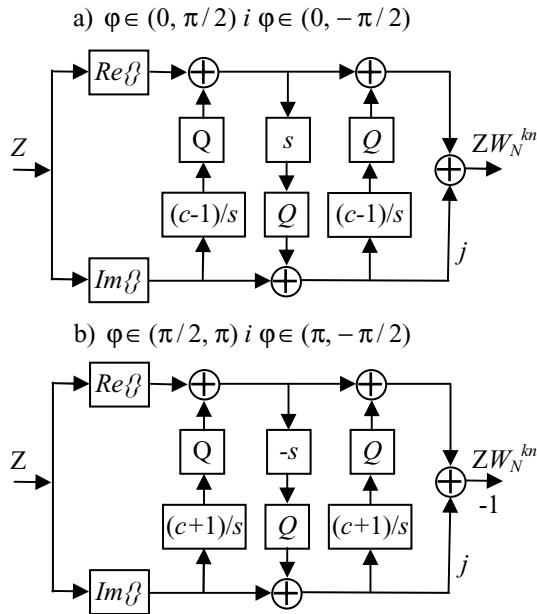 a) φ∈ (0, π/2) i φ∈ (0, − π/2)
Re{}
Z
Q
s
Q
(c-1)/s
Q
(c-1)/s
ZW_N^{kn}
Im{}
j
b) φ∈ (π/2, π) i φ∈ (π, − π/2)
Re{}
Z
Q
-s
Q
(c+1)/s
Q
(c+1)/s
ZW_N^{kn}
-1
Im{}
j